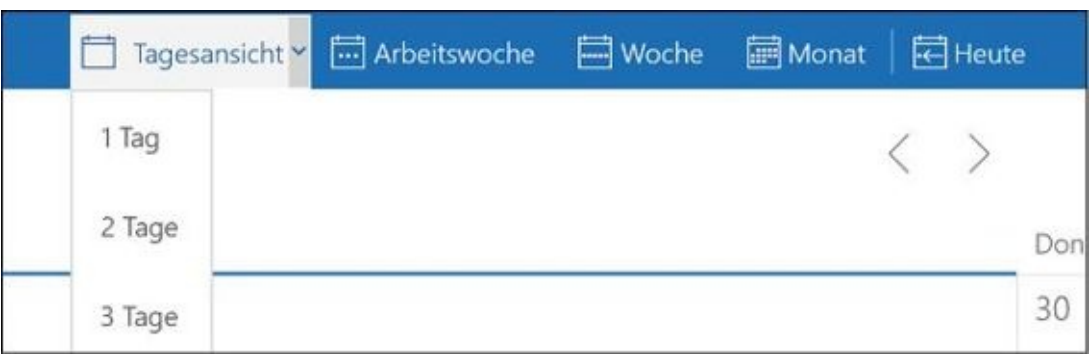 Tagesansicht Arbeitswoche Woche Monat Heute
1 Tag
2 Tage
Don
3 Tage
30